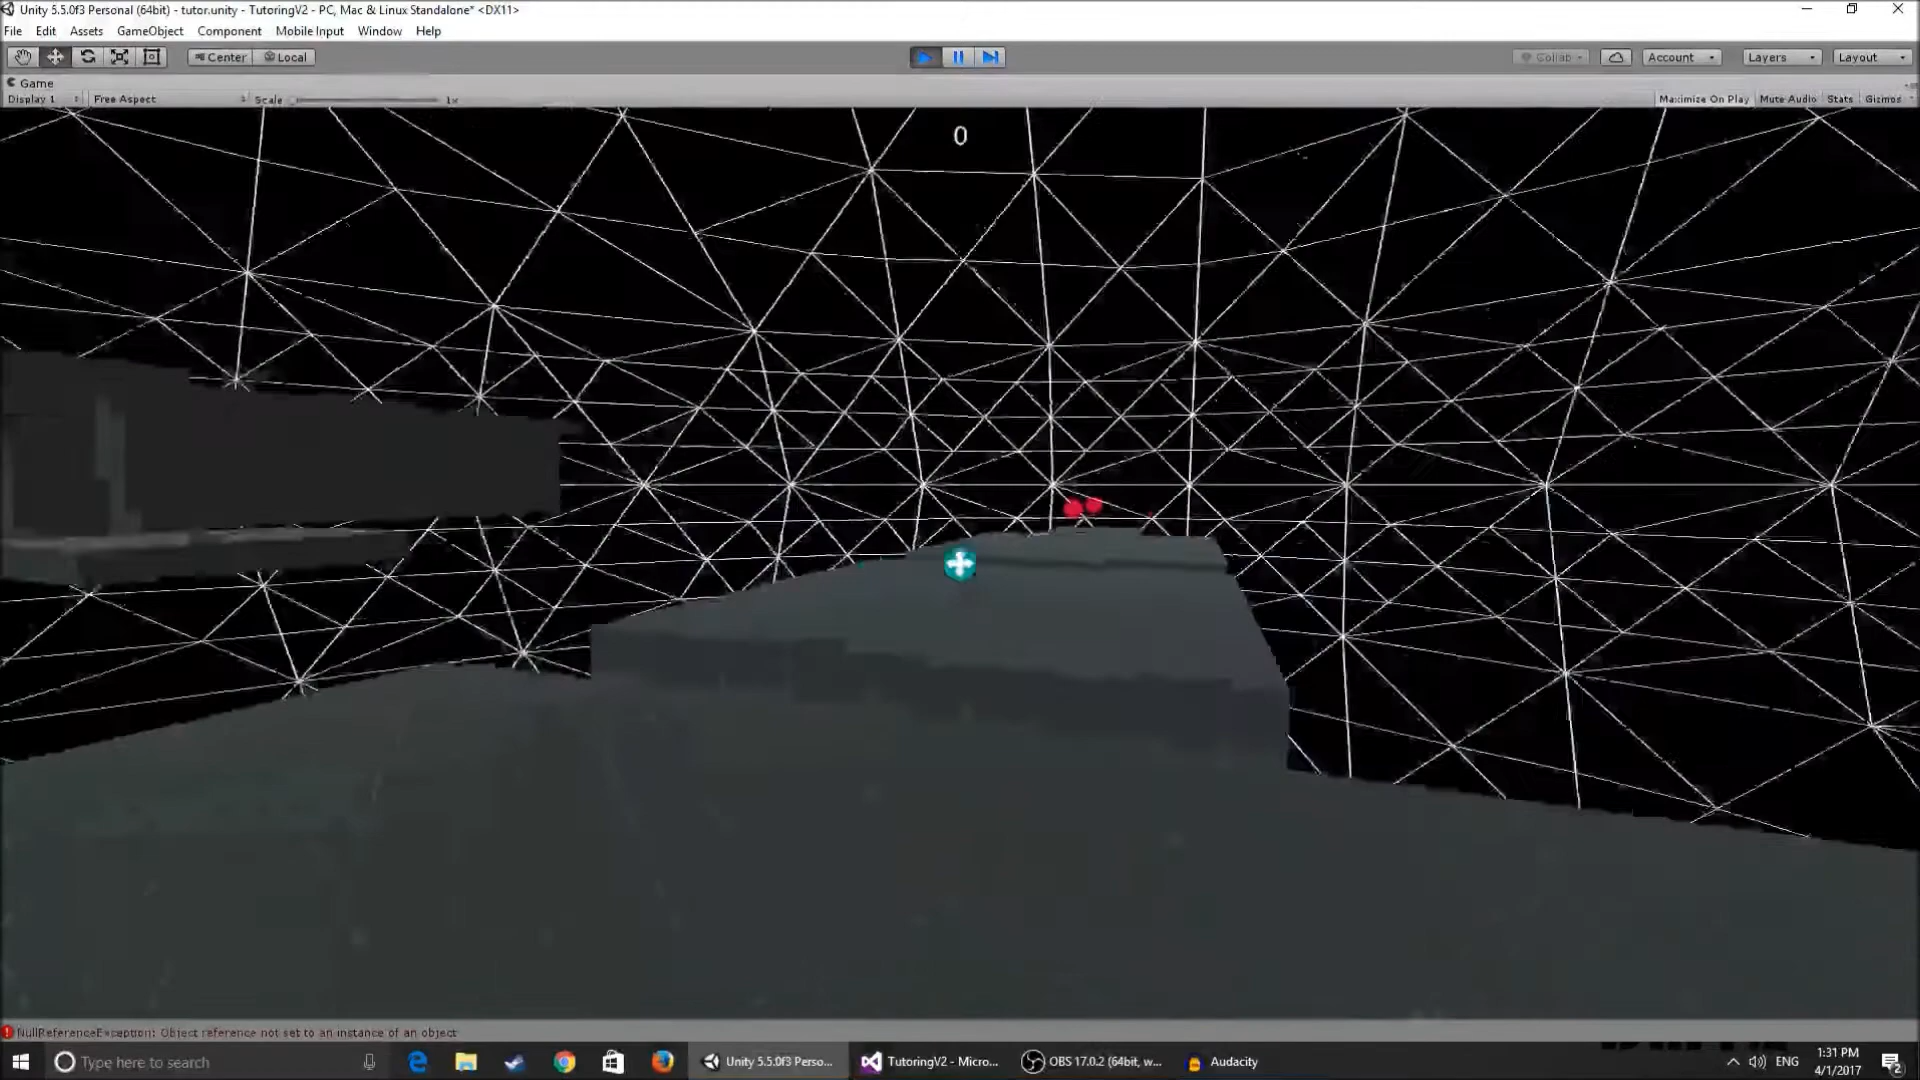 Unity 5.5.0f3 Personal (64bit) - tutor.unity - TutoringV2 - PC, Mac & Linux Standalone* <DX11>
File Edit Assets GameObject Component Mobile Input Window Help
Center Local Collab Account Layers Layout
Game
Display 1 Free Aspect Scale 1x Maximize On Play Mute Audio Stats Gizmos
0
NullReferenceException: Object reference not set to an instance of an object
Type here to search Unity 5.5.0f3 Perso... TutoringV2 - Micro... OBS 17.0.2 (64bit, w... Audacity ENG 1:31 PM
4/1/2017 2